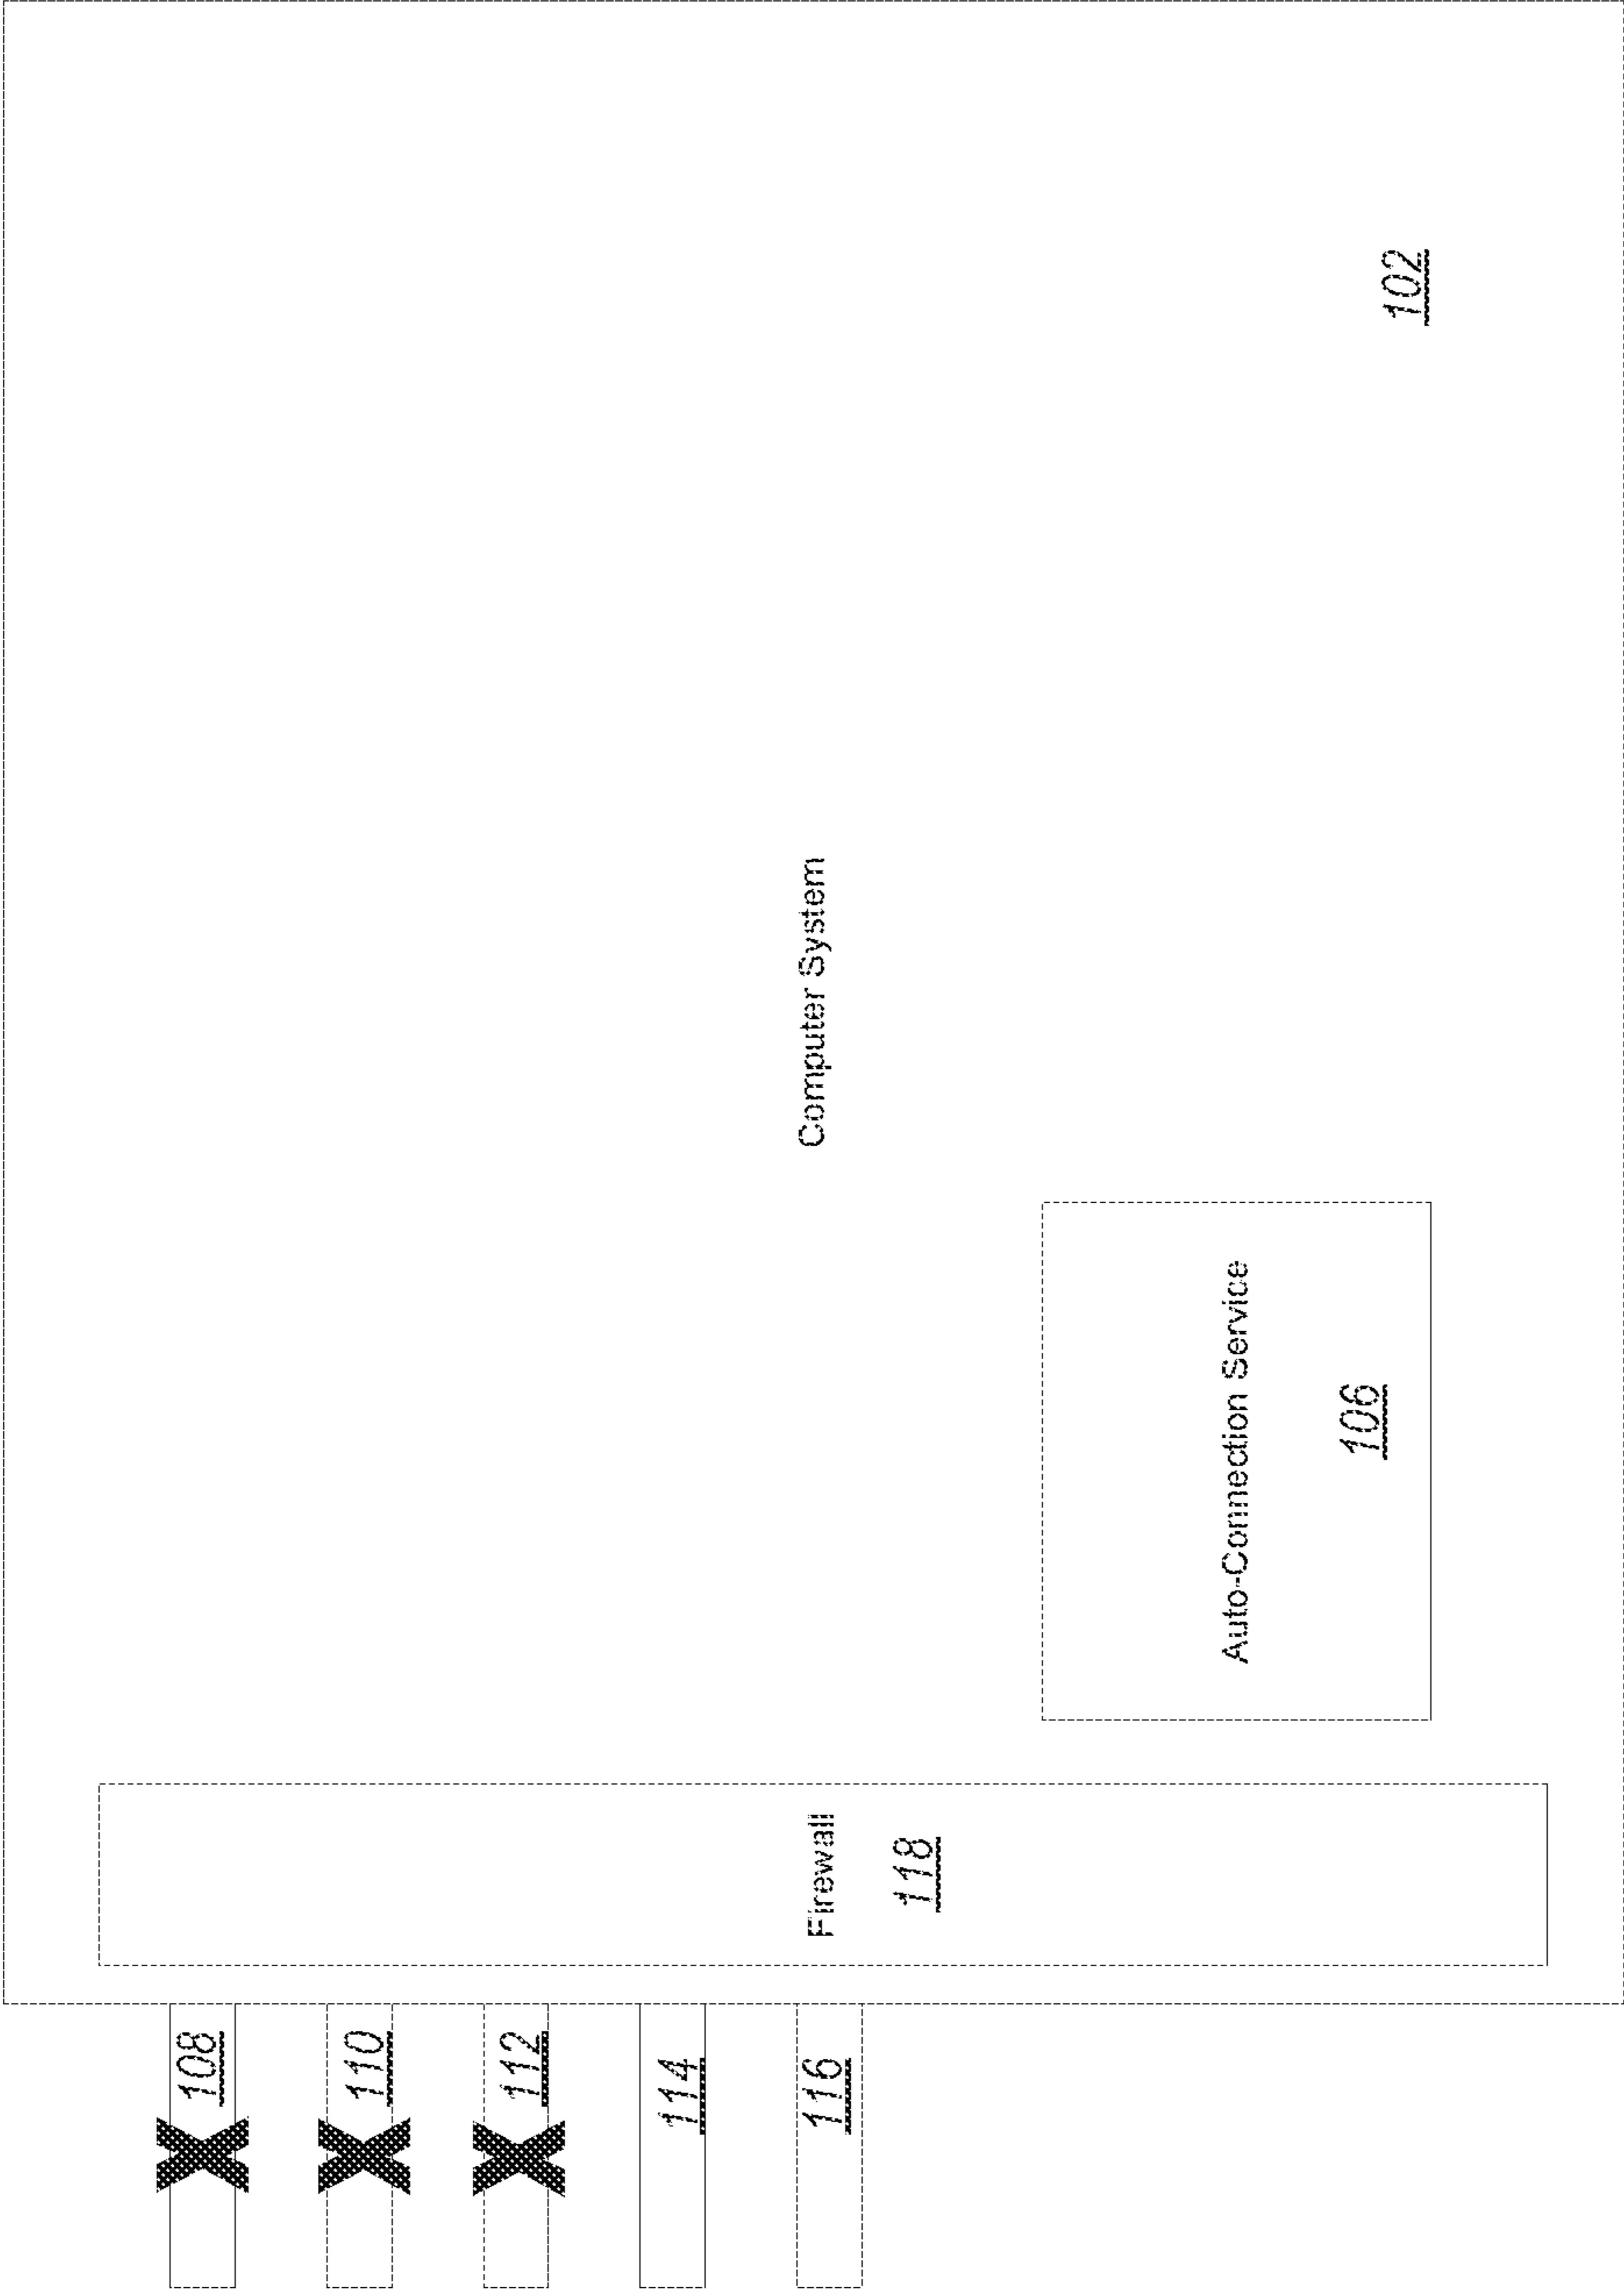 108
110
112
114
116
Firewall
118
Computer System
Auto-Connection Service
106
102